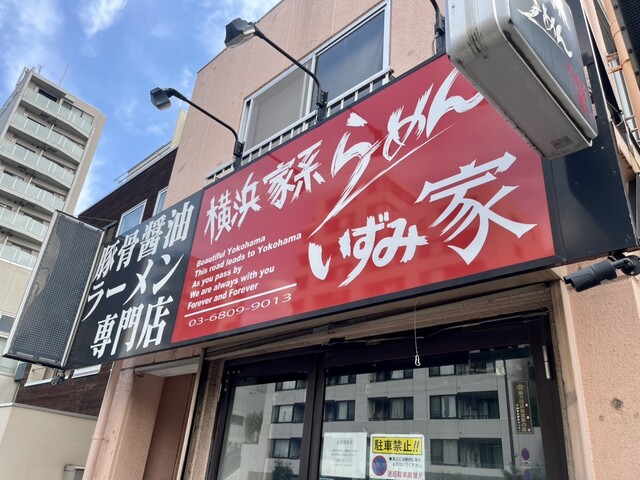 豚骨醤油
ラーメン
専門店
横浜家系らーめん
いずみ家
Beautiful Yokohama
This road leads to Yokohama
As you pass by
We are always with you
Forever and Forever
03-6809-9013
駐車禁止!!